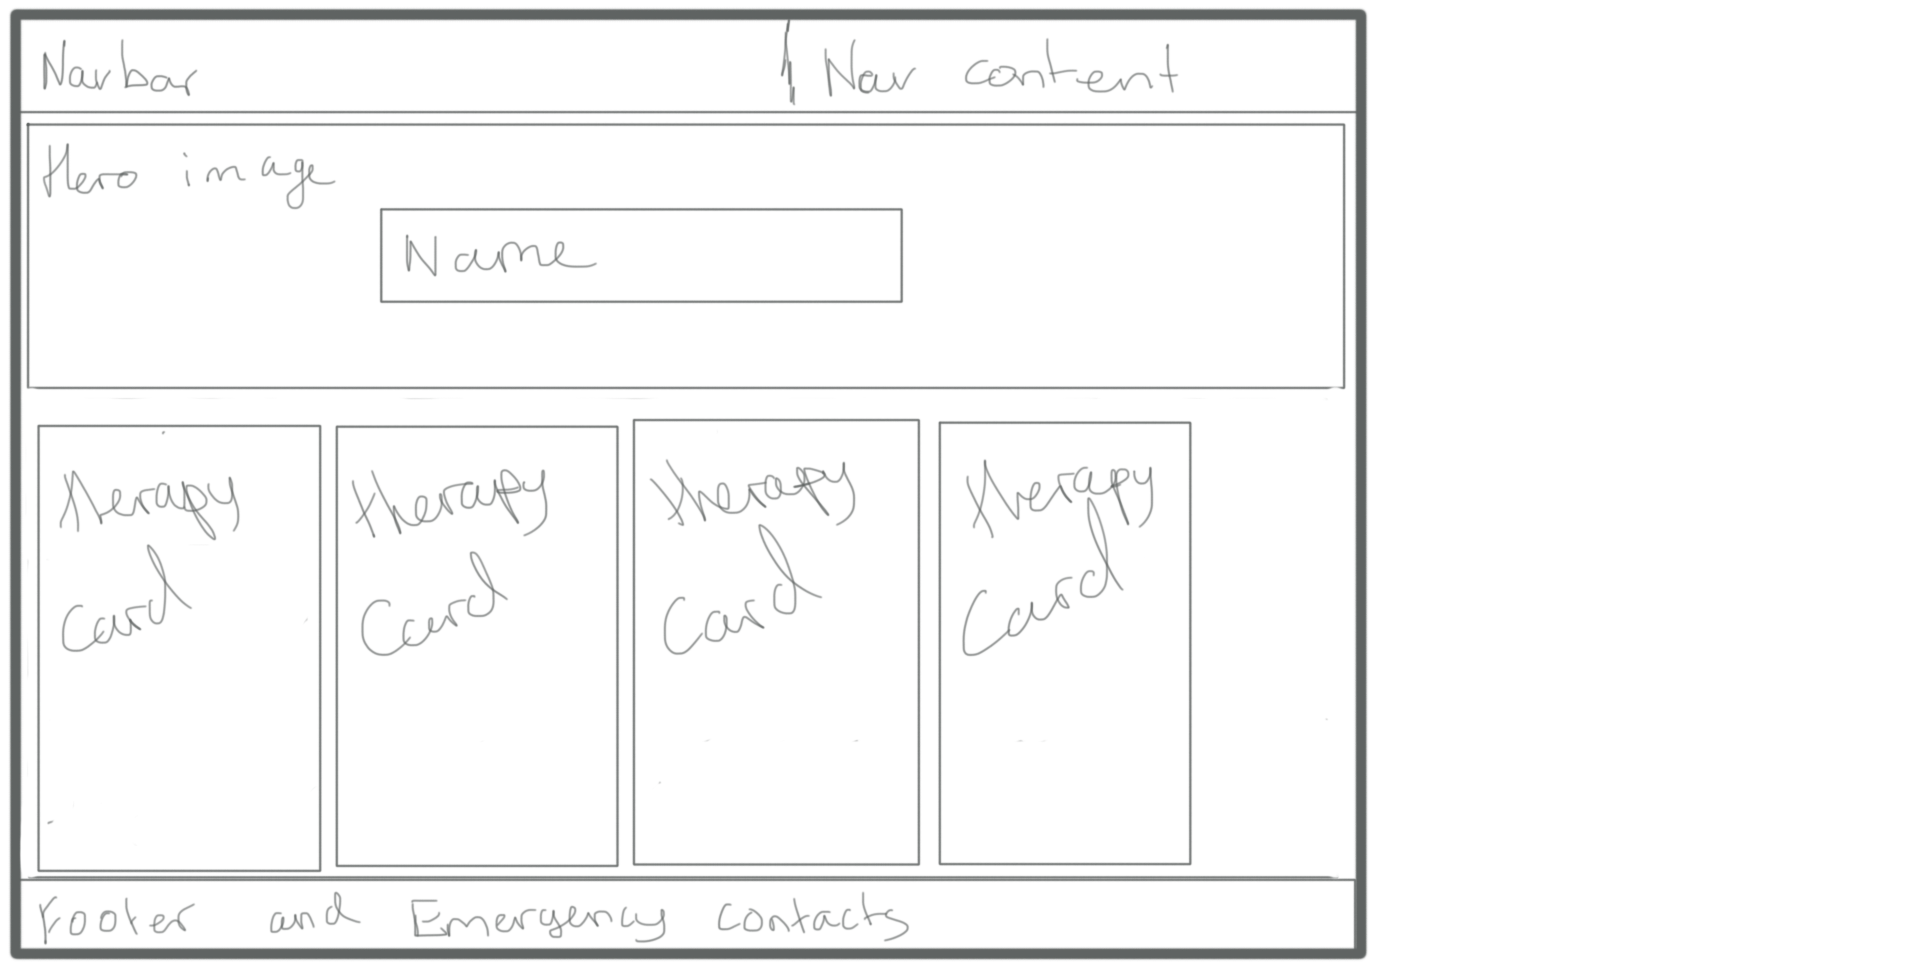 Navbar
Nav content
Hero image
Name
therapy
Card
therapy
Card
therapy
Card
therapy
Card
Footer and Emergency contacts